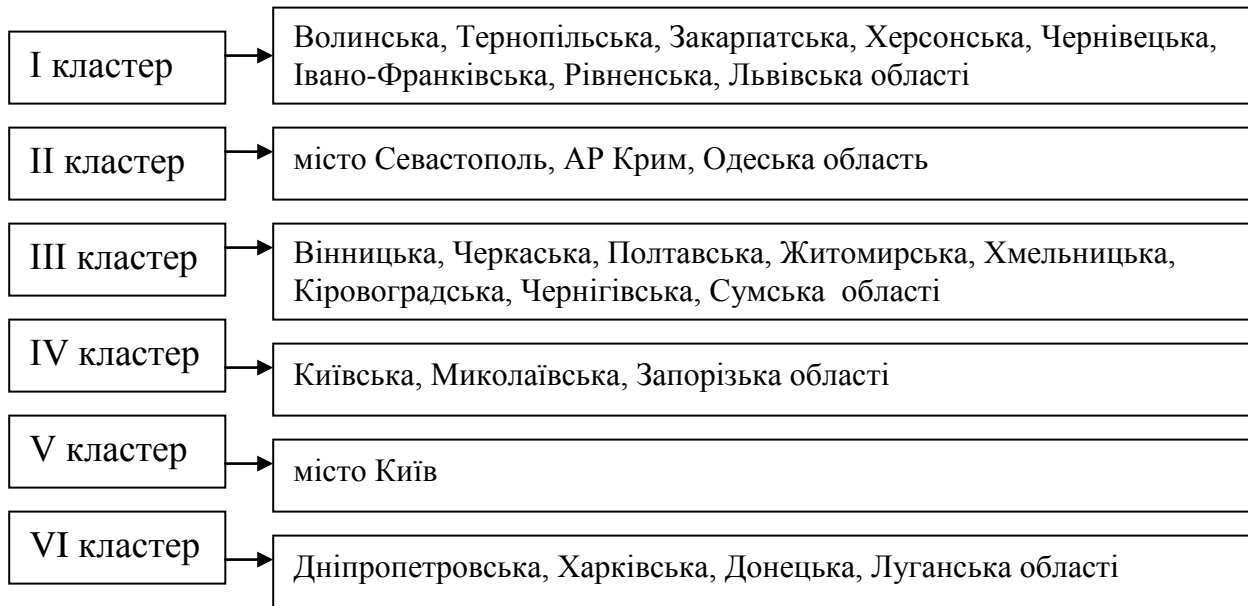 I кластер
Волинська, Тернопільська, Закарпатська, Херсонська, Чернівецька,
Івано-Франківська, Рівненська, Львівська області
II кластер
місто Севастополь, АР Крим, Одеська область
III кластер
Вінницька, Черкаська, Полтавська, Житомирська, Хмельницька,
Кіровоградська, Чернігівська, Сумська області
IV кластер
Київська, Миколаївська, Запорізька області
V кластер
місто Київ
VI кластер
Дніпропетровська, Харківська, Донецька, Луганська області